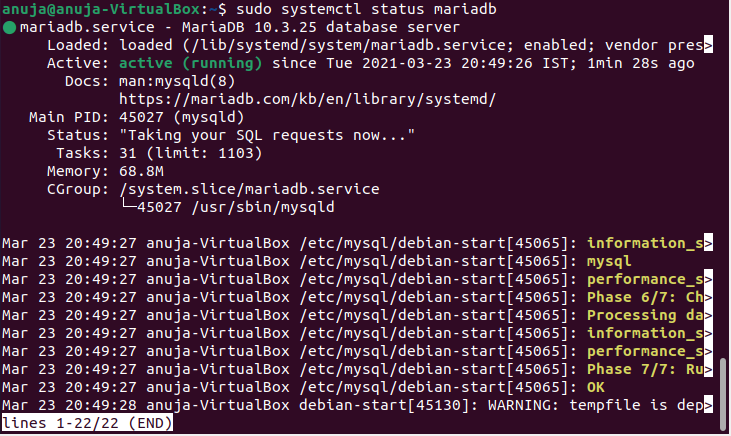 anuja@anuja-VirtualBox:~$ sudo systemctl status mariadb
● mariadb.service - MariaDB 10.3.25 database server
     Loaded: loaded (/lib/systemd/system/mariadb.service; enabled; vendor pres>
     Active: active (running) since Tue 2021-03-23 20:49:26 IST; 1min 28s ago
       Docs: man:mysqld(8)
             https://mariadb.com/kb/en/library/systemd/
   Main PID: 45027 (mysqld)
     Status: "Taking your SQL requests now..."
      Tasks: 31 (limit: 1103)
     Memory: 68.8M
     CGroup: /system.slice/mariadb.service
             └─45027 /usr/sbin/mysqld
Mar 23 20:49:27 anuja-VirtualBox /etc/mysql/debian-start[45065]: information_s>
Mar 23 20:49:27 anuja-VirtualBox /etc/mysql/debian-start[45065]: mysql
Mar 23 20:49:27 anuja-VirtualBox /etc/mysql/debian-start[45065]: performance_s>
Mar 23 20:49:27 anuja-VirtualBox /etc/mysql/debian-start[45065]: Phase 6/7: Ch>
Mar 23 20:49:27 anuja-VirtualBox /etc/mysql/debian-start[45065]: Processing da>
Mar 23 20:49:27 anuja-VirtualBox /etc/mysql/debian-start[45065]: information_s>
Mar 23 20:49:27 anuja-VirtualBox /etc/mysql/debian-start[45065]: performance_s>
Mar 23 20:49:27 anuja-VirtualBox /etc/mysql/debian-start[45065]: Phase 7/7: Ru>
Mar 23 20:49:27 anuja-VirtualBox /etc/mysql/debian-start[45065]: OK
Mar 23 20:49:28 anuja-VirtualBox debian-start[45130]: WARNING: tempfile is dep>
lines 1-22/22 (END)